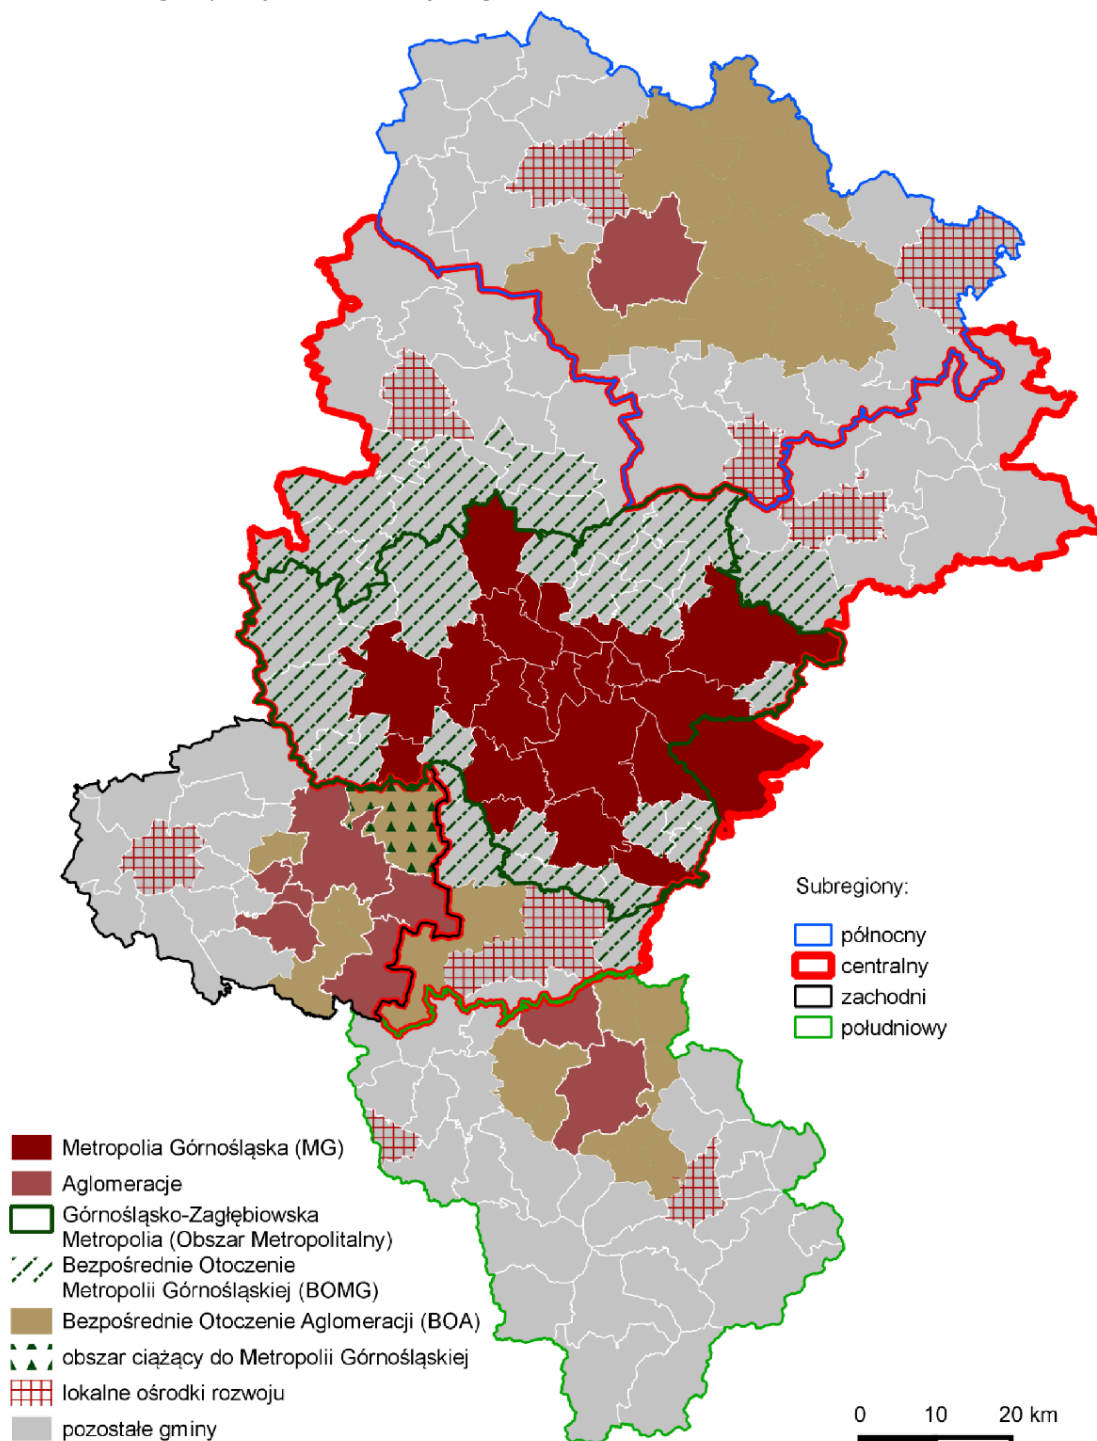 Subregiony:
północny
centralny
zachodni
południowy
Metropolia Górnośląska (MG)
Aglomeracje
Górnośląsko-Zagłębiowska
Metropolia (Obszar Metropolitalny)
Bezpośrednie Otoczenie
Metropolii Górnośląskiej (BOMG)
Bezpośrednie Otoczenie Aglomeracji (BOA)
obszar ciążący do Metropolii Górnośląskiej
lokalne ośrodki rozwoju
pozostałe gminy
0 10 20 km